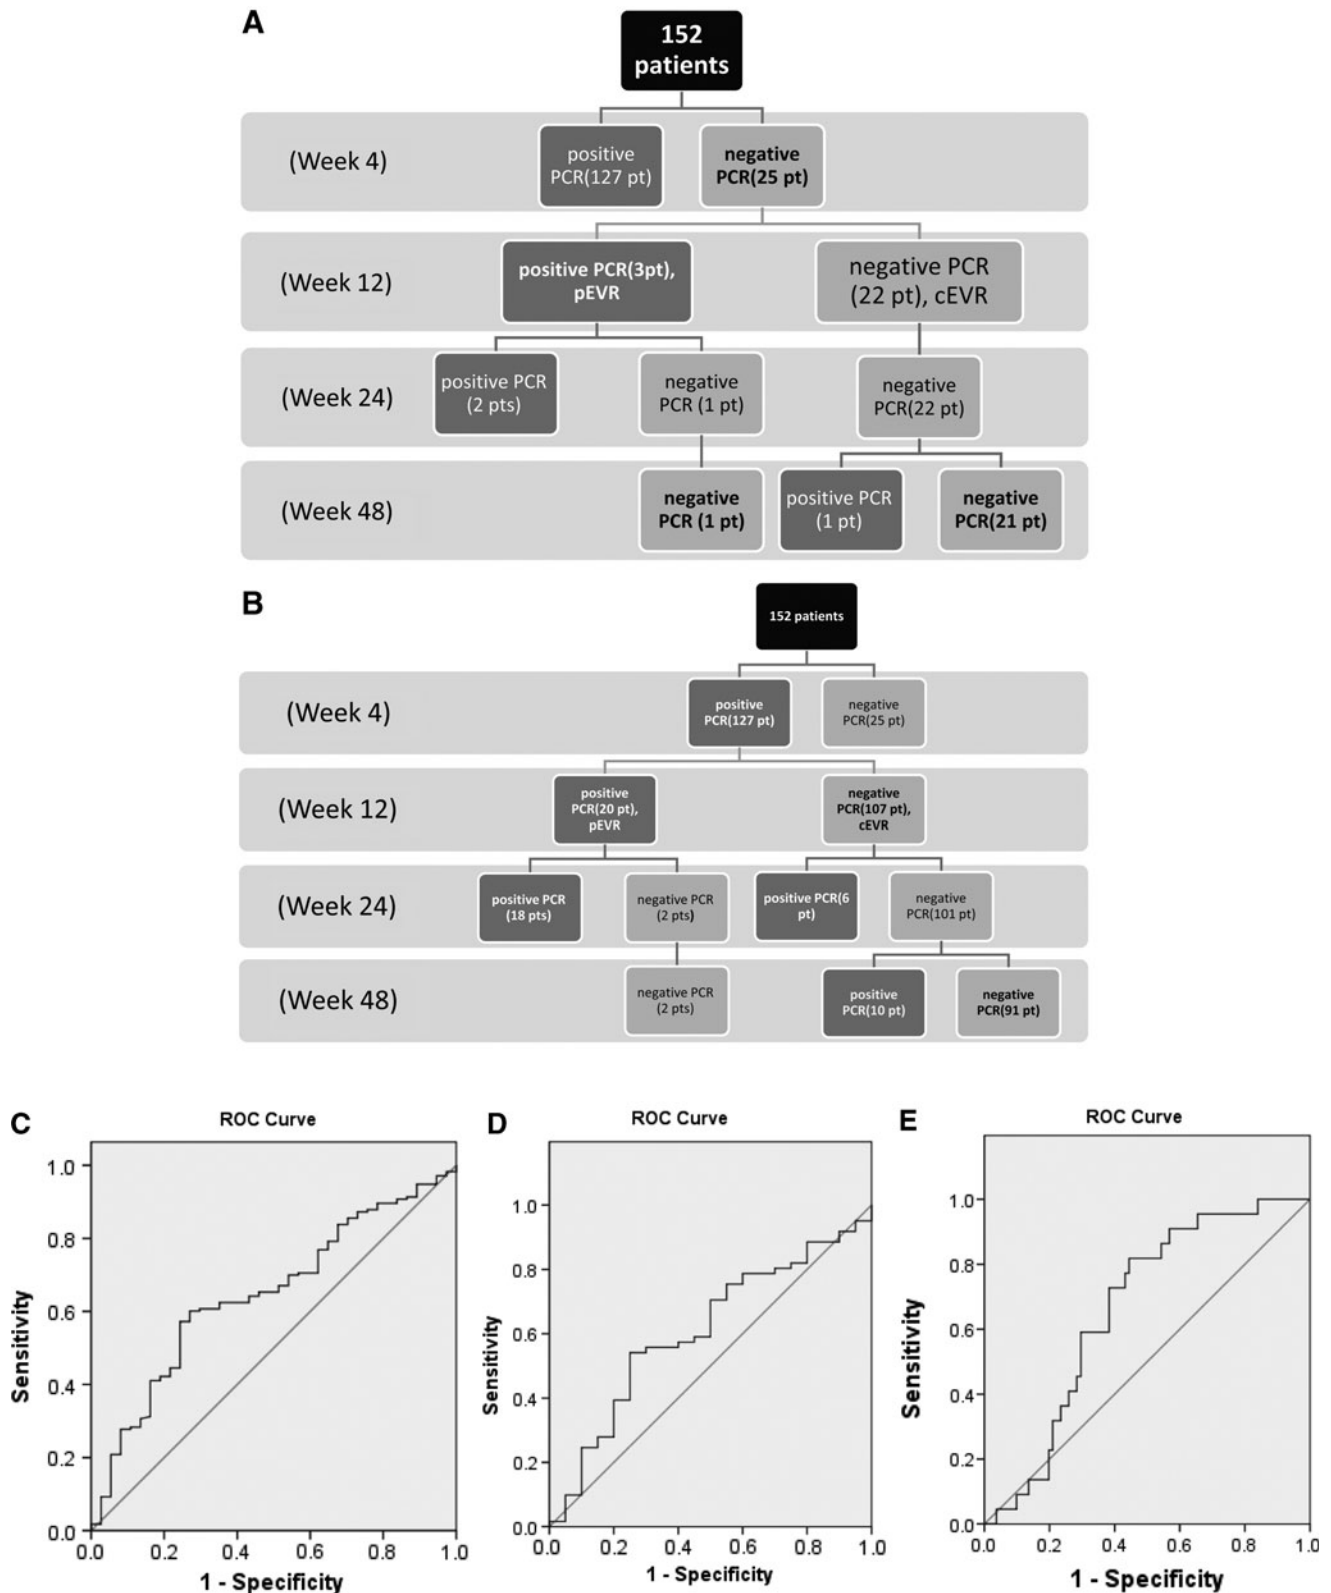 A
152
patients
(Week 4)
positive
PCR(127 pt)
negative
PCR(25 pt)
(Week 12)
positive PCR(3pt),
pEVR
negative PCR
(22 pt), cEVR
(Week 24)
positive PCR
(2 pts)
negative
PCR (1 pt)
negative
PCR(22 pt)
(Week 48)
negative
PCR (1 pt)
positive PCR
(1 pt)
negative
PCR(21 pt)
B
152 patients
(Week 4)
positive
PCR(127 pt)
negative
PCR(25 pt)
(Week 12)
positive
PCR(20 pt),
pEVR
negative
PCR(107 pt),
cEVR
(Week 24)
positive PCR
(18 pts)
negative PCR
(2 pts)
positive PCR(6
pt)
negative
PCR(101 pt)
(Week 48)
negative PCR
(2 pts)
positive
PCR(10 pt)
negative
PCR(91 pt)
C
ROC Curve
Sensitivity
1.0
0.8
0.6
0.4
0.2
0.0
0.0 0.2 0.4 0.6 0.8 1.0
1 - Specificity
D
ROC Curve
Sensitivity
1.0
0.8
0.6
0.4
0.2
0.0
0.0 0.2 0.4 0.6 0.8 1.0
1 - Specificity
E
ROC Curve
Sensitivity
1.0
0.8
0.6
0.4
0.2
0.0
0.0 0.2 0.4 0.6 0.8 1.0
1 - Specificity